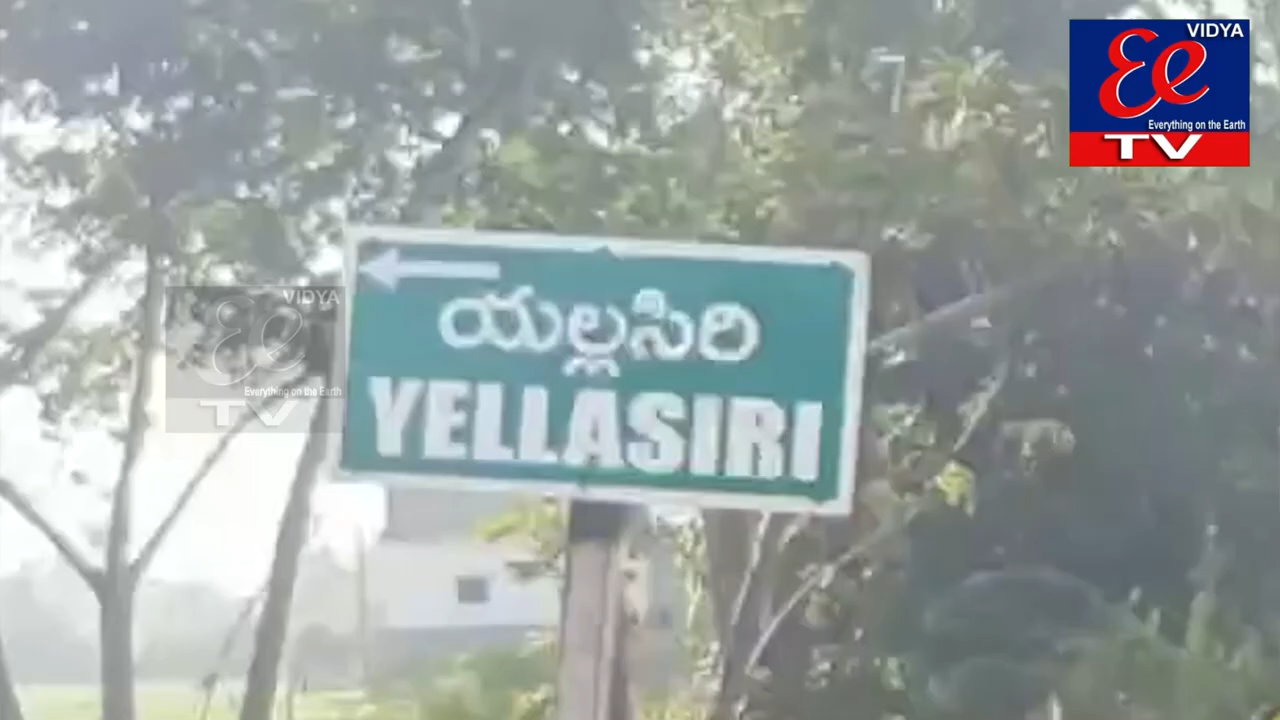 VIDYA
Ee
Everything on the Earth
TV
యల్లసిరి
YELLASIRI
VIDYA
Ee
Everything on the Earth
TV